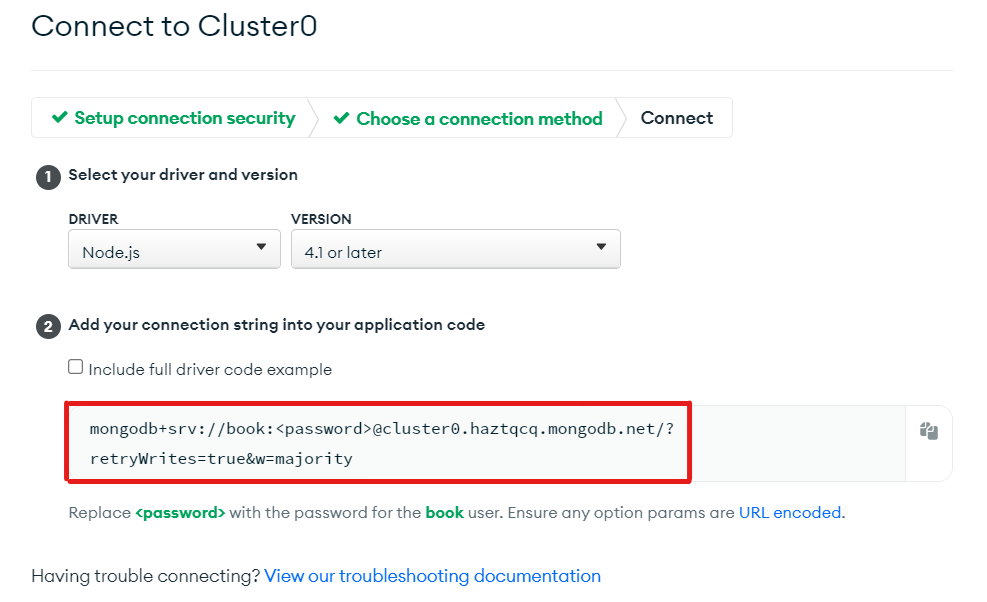 Connect to Cluster0
Setup connection security
Choose a connection method
Connect
1 Select your driver and version
DRIVER
VERSION
Node.js
4.1 or later
2 Add your connection string into your application code
Include full driver code example
mongodb+srv://book:<password>@cluster0.haztqcq.mongodb.net/?
retryWrites=true&w=majority
Replace <password> with the password for the book user. Ensure any option params are URL encoded.
Having trouble connecting? View our troubleshooting documentation